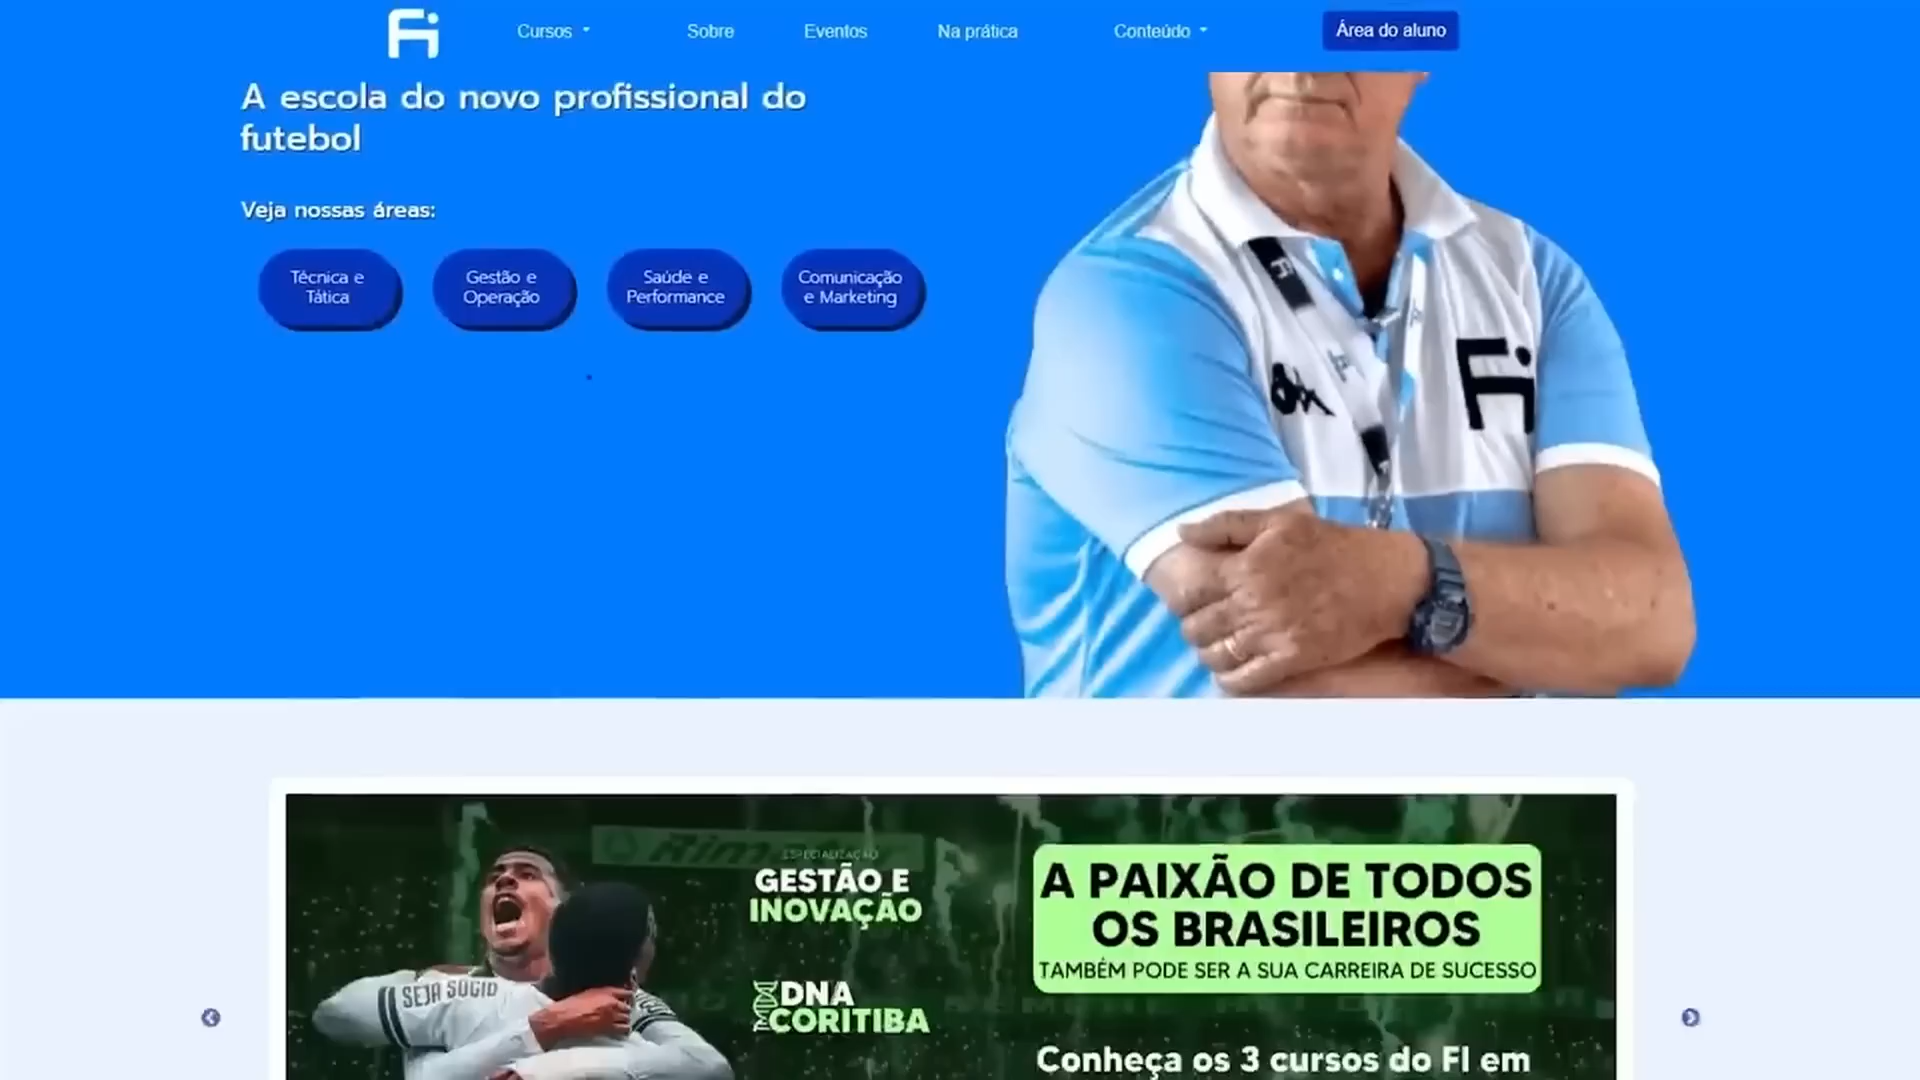 Fi
Cursos
Sobre
Eventos
Na prática
Conteúdo
Área do aluno
A escola do novo profissional do
futebol
Veja nossas áreas:
Técnica e
Tática
Gestão e
Operação
Saúde e
Performance
Comunicação
e Marketing
Fi
ESPECIALIZAÇÃO
GESTÃO E
INOVAÇÃO
DNA
CORITIBA
SEJA SÓCIO
A PAIXÃO DE TODOS
OS BRASILEIROS
TAMBÉM PODE SER A SUA CARREIRA DE SUCESSO
Conheça os 3 cursos do FI em